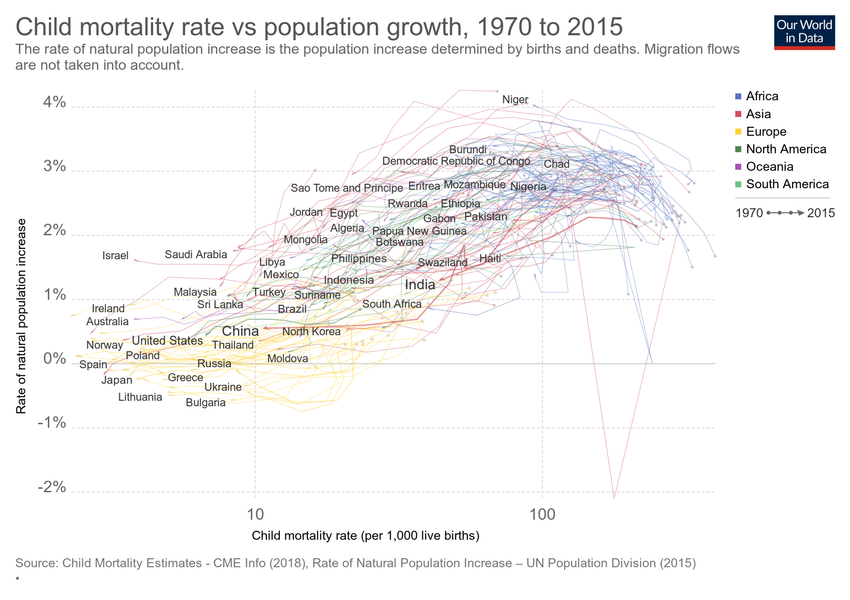 Child mortality rate vs population growth, 1970 to 2015
Our World
in Data
The rate of natural population increase is the population increase determined by births and deaths. Migration flows
are not taken into account.
4%
Niger
Africa
Asia
Europe
North America
Oceania
South America
1970 2015
3%
Burundi
Democratic Republic of Congo
Chad
Sao Tome and Principe
Eritrea
Mozambique
Nigeria
Rwanda
Ethiopia
Jordan
Egypt
Gabon
Pakistan
2%
Algeria
Papua New Guinea
Mongolia
Botswana
Israel
Saudi Arabia
Libya
Philippines
Swaziland
Haiti
Mexico
Indonesia
India
1%
Malaysia
Turkey
Suriname
Sri Lanka
South Africa
Ireland
Brazil
Australia
China
North Korea
Norway
United States
Thailand
0%
Poland
Spain
Russia
Moldova
Japan
Greece
Ukraine
Lithuania
Bulgaria
-1%
-2%
Rate of natural population increase
10
100
Child mortality rate (per 1,000 live births)
Source: Child Mortality Estimates - CME Info (2018), Rate of Natural Population Increase – UN Population Division (2015)
•